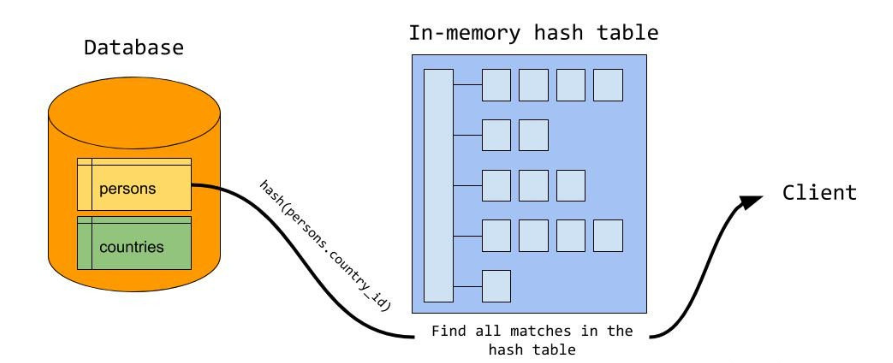 Database
In-memory hash table
persons
countries
hash(persons.country_id)
Find all matches in the
hash table
Client